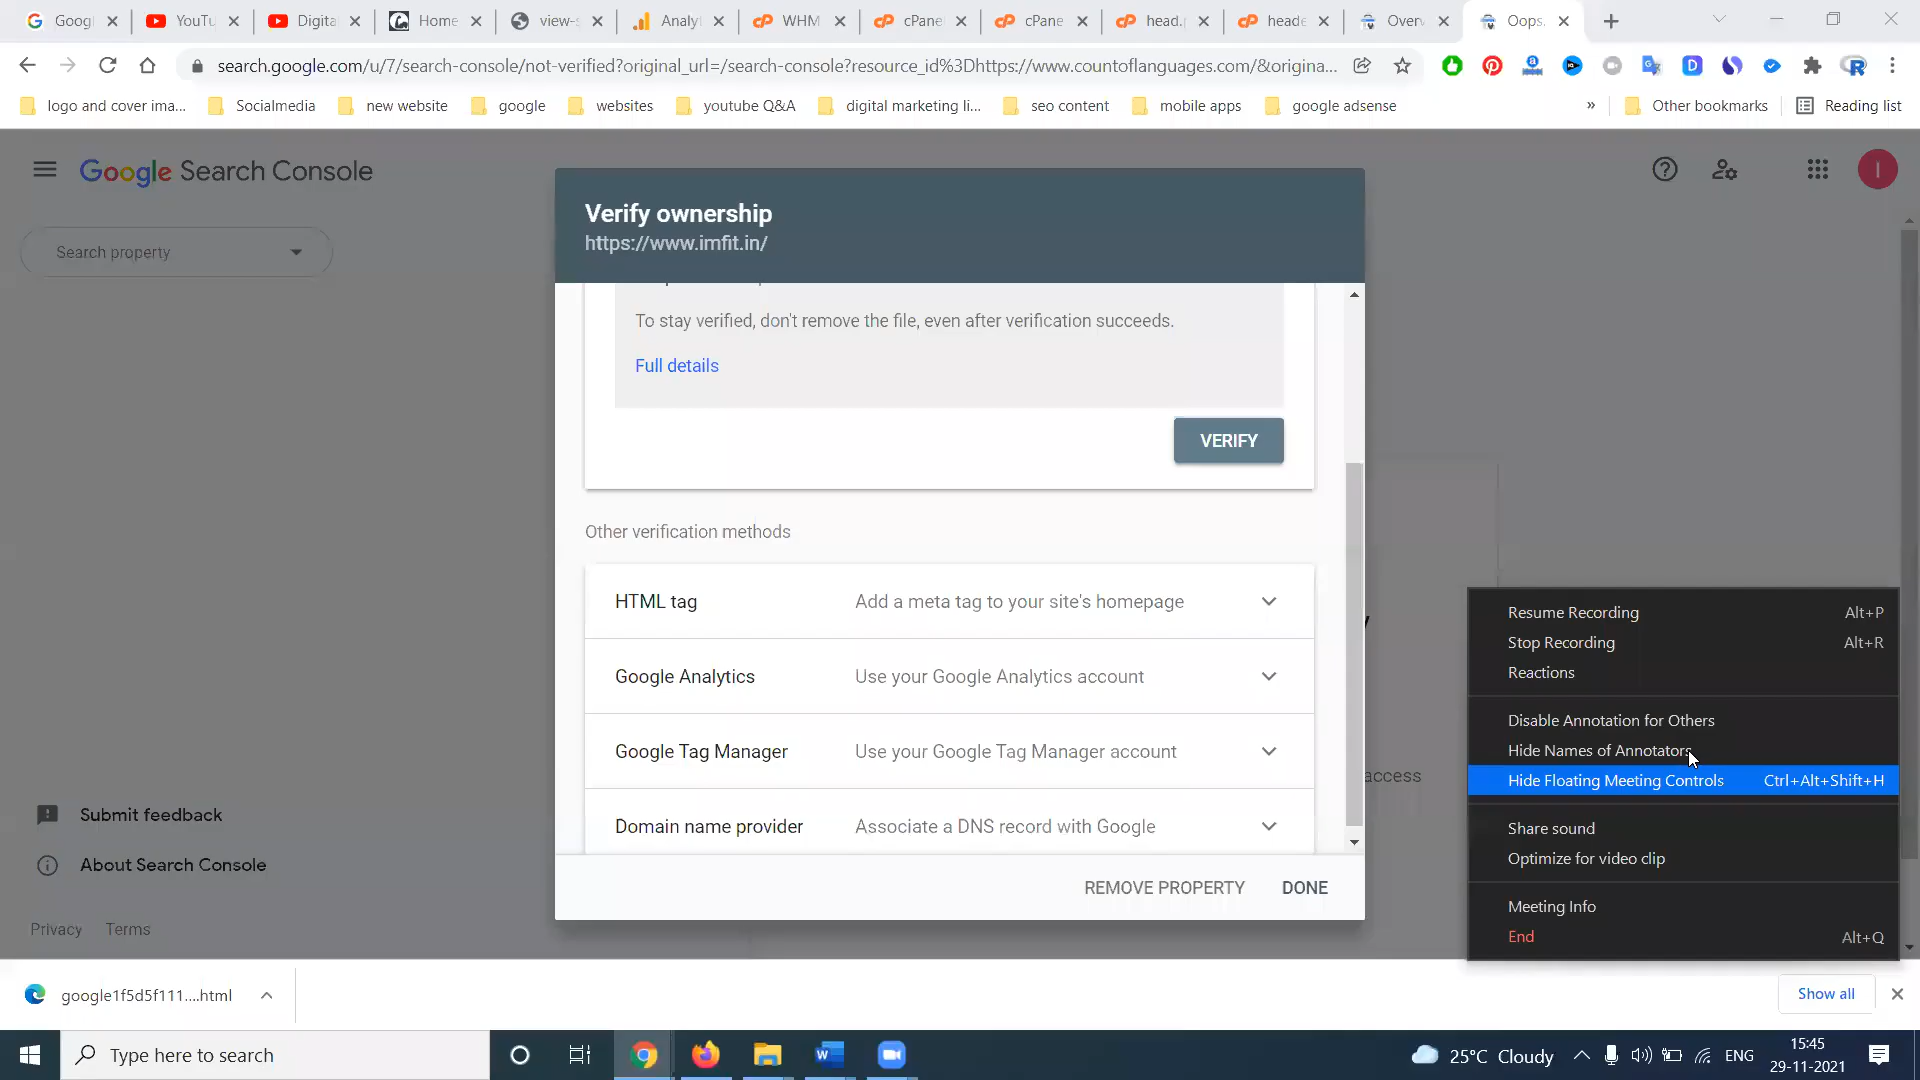 Googl
YouTu
Digita
Home
view-s
Analyt
WHM
cPane
cPane
head.p
heade
Overv
Oops.
search.google.com/u/7/search-console/not-verified?original_url=/search-console?resource_id%3Dhttps://www.countoflanguages.com/&origina...
logo and cover ima...
Socialmedia
new website
google
websites
youtube Q&A
digital marketing li...
seo content
mobile apps
google adsense
»
Other bookmarks
Reading list
Google Search Console
I
Search property
Verify ownership
https://www.imfit.in/
To stay verified, don't remove the file, even after verification succeeds.
Full details
VERIFY
Other verification methods
HTML tag Add a meta tag to your site's homepage
Google Analytics Use your Google Analytics account
Google Tag Manager Use your Google Tag Manager account
Domain name provider Associate a DNS record with Google
REMOVE PROPERTY DONE
access
Resume Recording Alt+P
Stop Recording Alt+R
Reactions
Disable Annotation for Others
Hide Names of Annotators
Hide Floating Meeting Controls Ctrl+Alt+Shift+H
Share sound
Optimize for video clip
Meeting Info
End Alt+Q
Submit feedback
About Search Console
Privacy Terms
google1f5d5f111....html
Show all
Type here to search
25°C Cloudy
ENG
15:45
29-11-2021